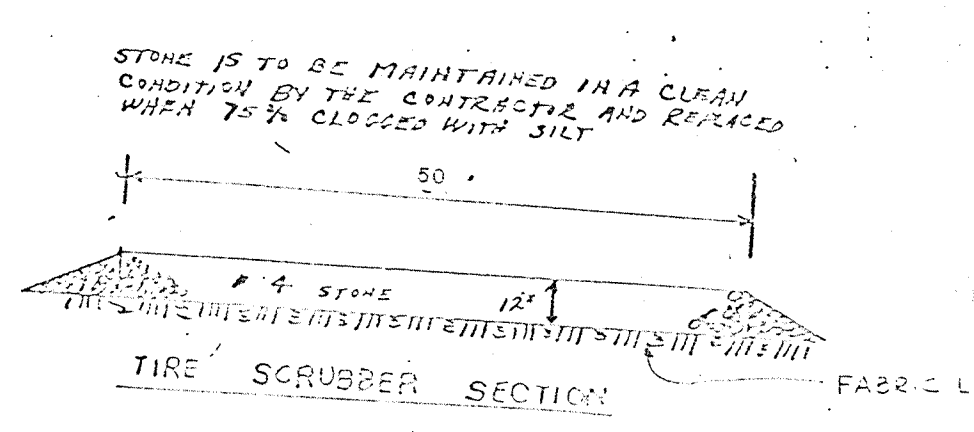 STONE IS TO BE MAINTAINED IN A CLEAN
CONDITION BY THE CONTRACTOR AND REPLACED
WHEN 75% CLOGGED WITH SILT
50
# 4 STONE
12"
TIRE SCRUBBER SECTION
FABRIC L